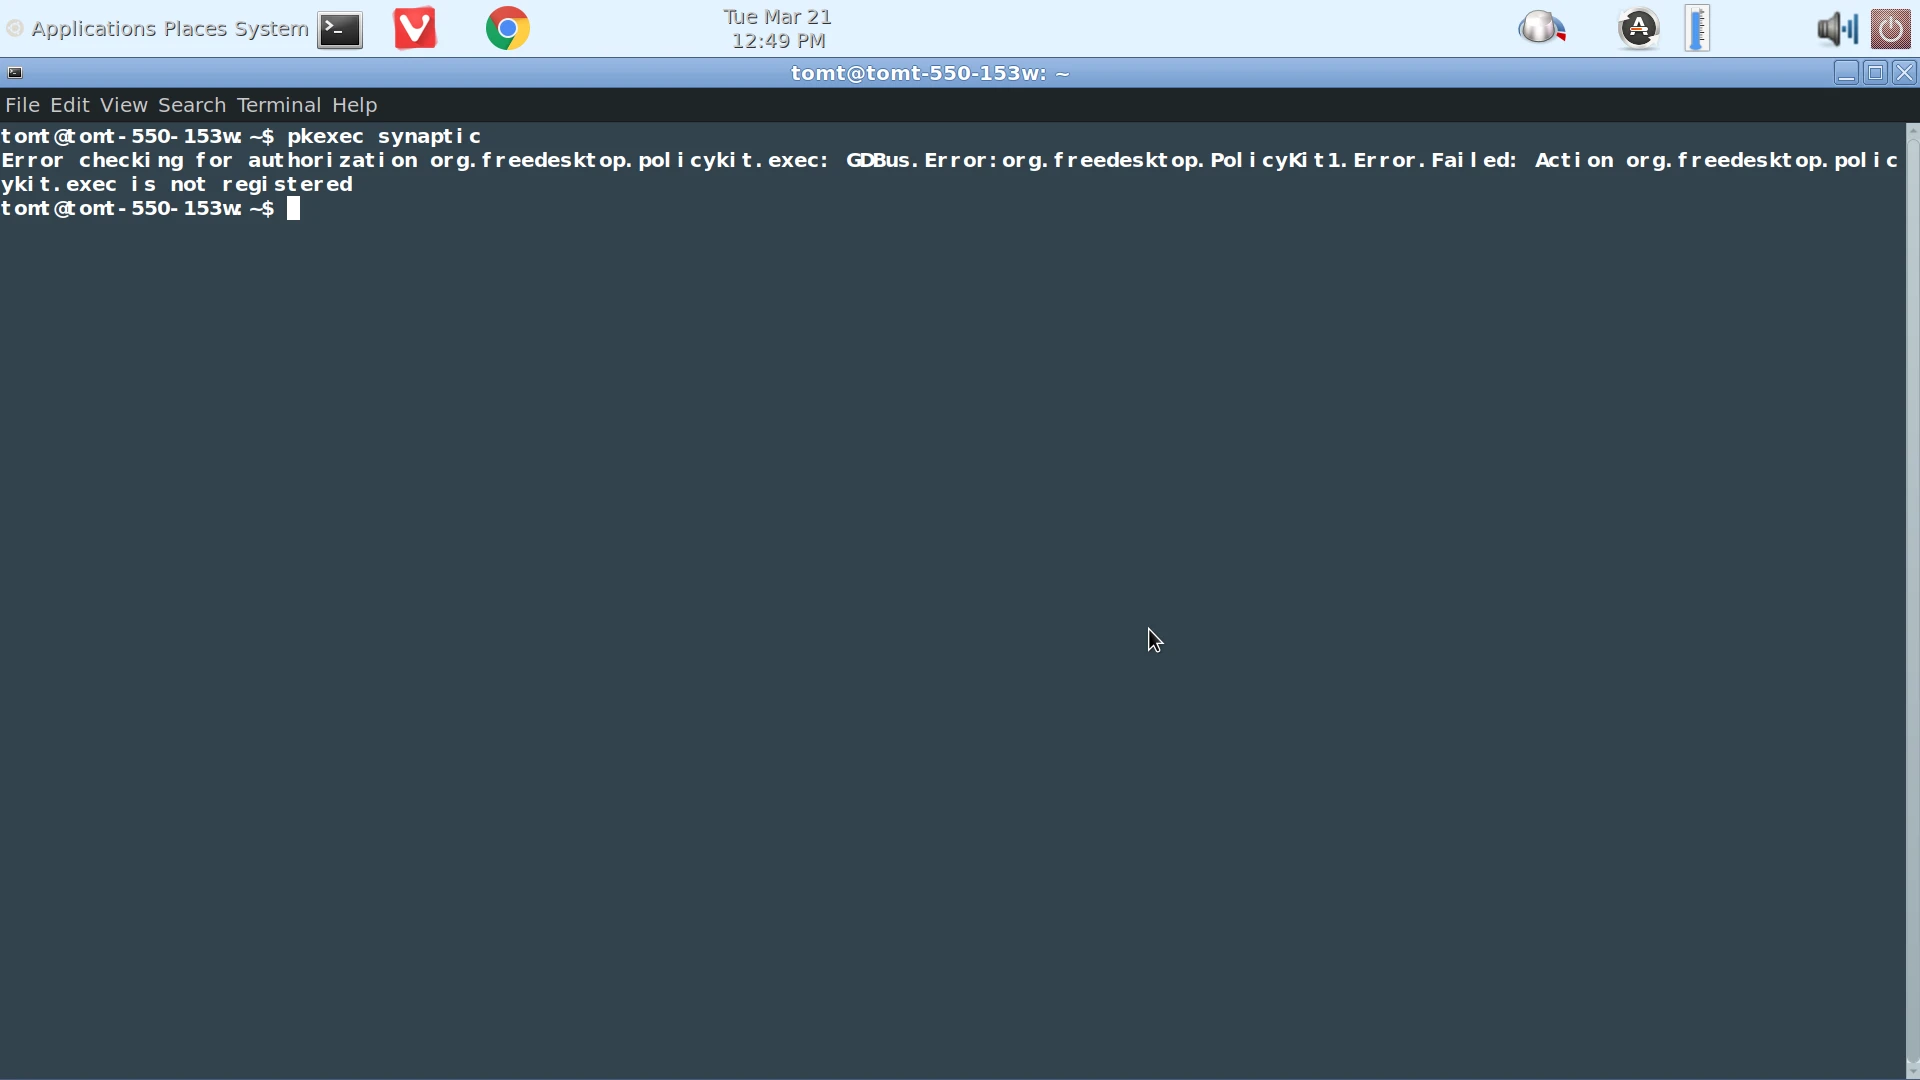 Applications Places System
Tue Mar 21
12:49 PM
tomt@tomt-550-153w: ~
File Edit View Search Terminal Help
tomt@tomt-550-153w:~$ pkexec synaptic
Error checking for authorization org.freedesktop.policykit.exec: GDBus.Error:org.freedesktop.PolicyKit1.Error.Failed: Action org.freedesktop.polic
ykit.exec is not registered
tomt@tomt-550-153w:~$